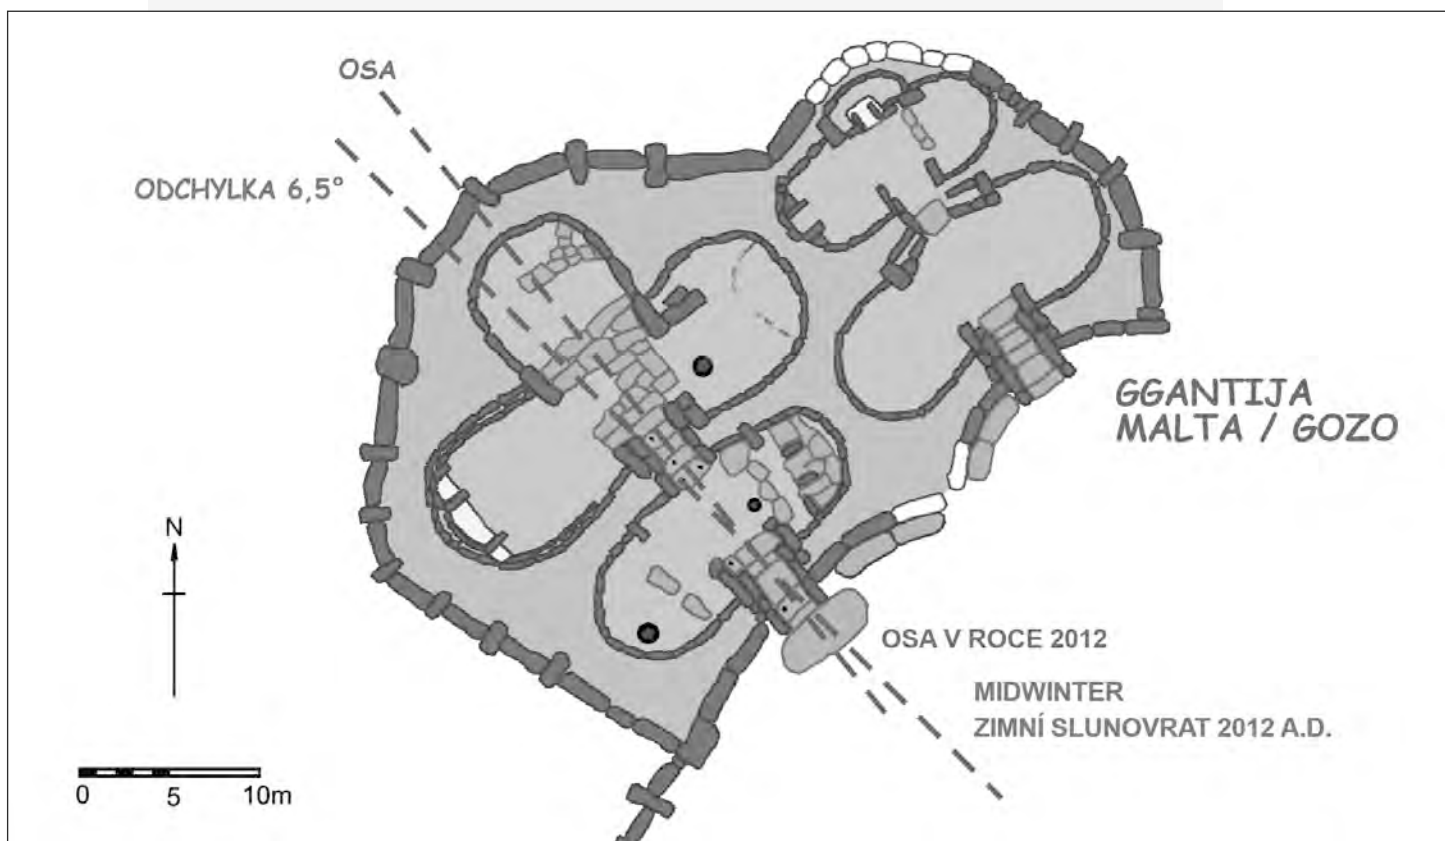 OSA
ODCHYLKA 6,5°
GGANTIJA
MALTA / GOZO
N
OSA V ROCE 2012
MIDWINTER
ZIMNÍ SLUNOVRAT 2012 A.D.
0 5 10m